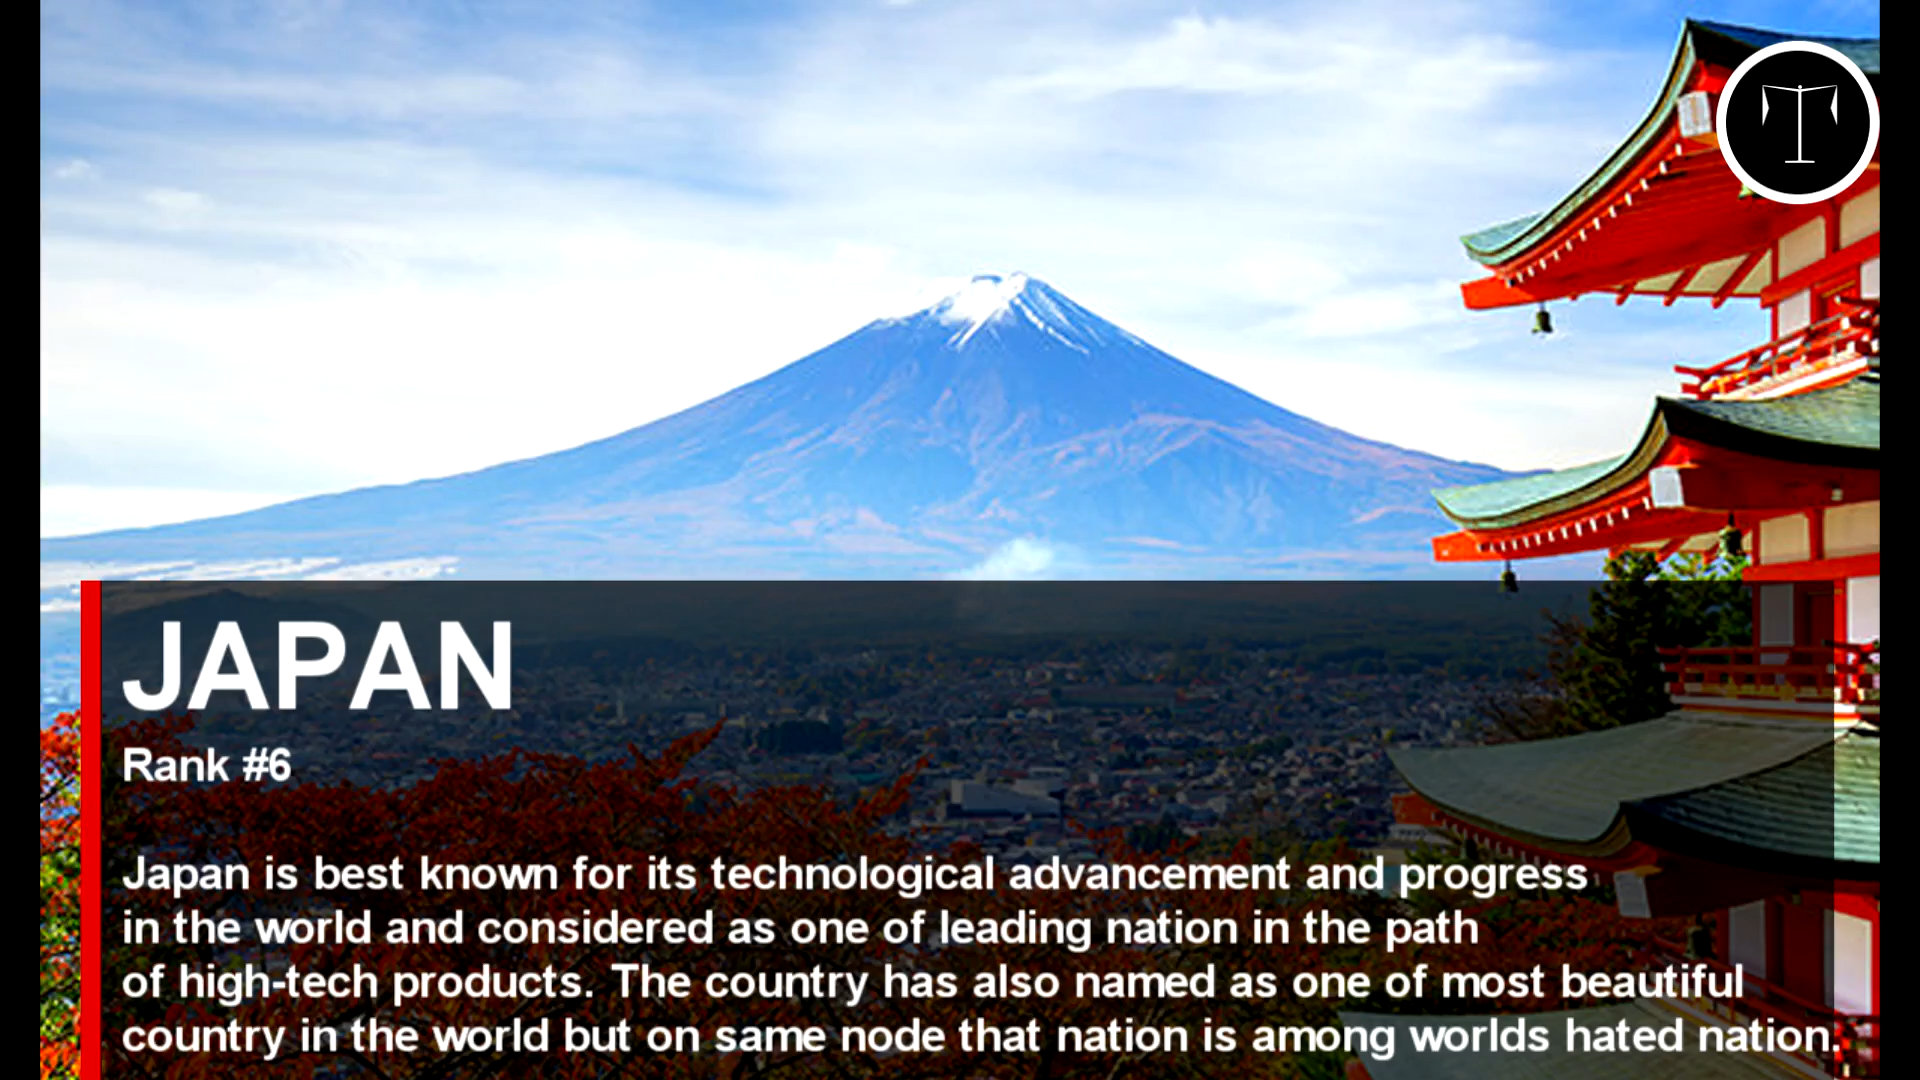 JAPAN
Rank #6
Japan is best known for its technological advancement and progress
in the world and considered as one of leading nation in the path
of high-tech products. The country has also named as one of most beautiful
country in the world but on same node that nation is among worlds hated nation.